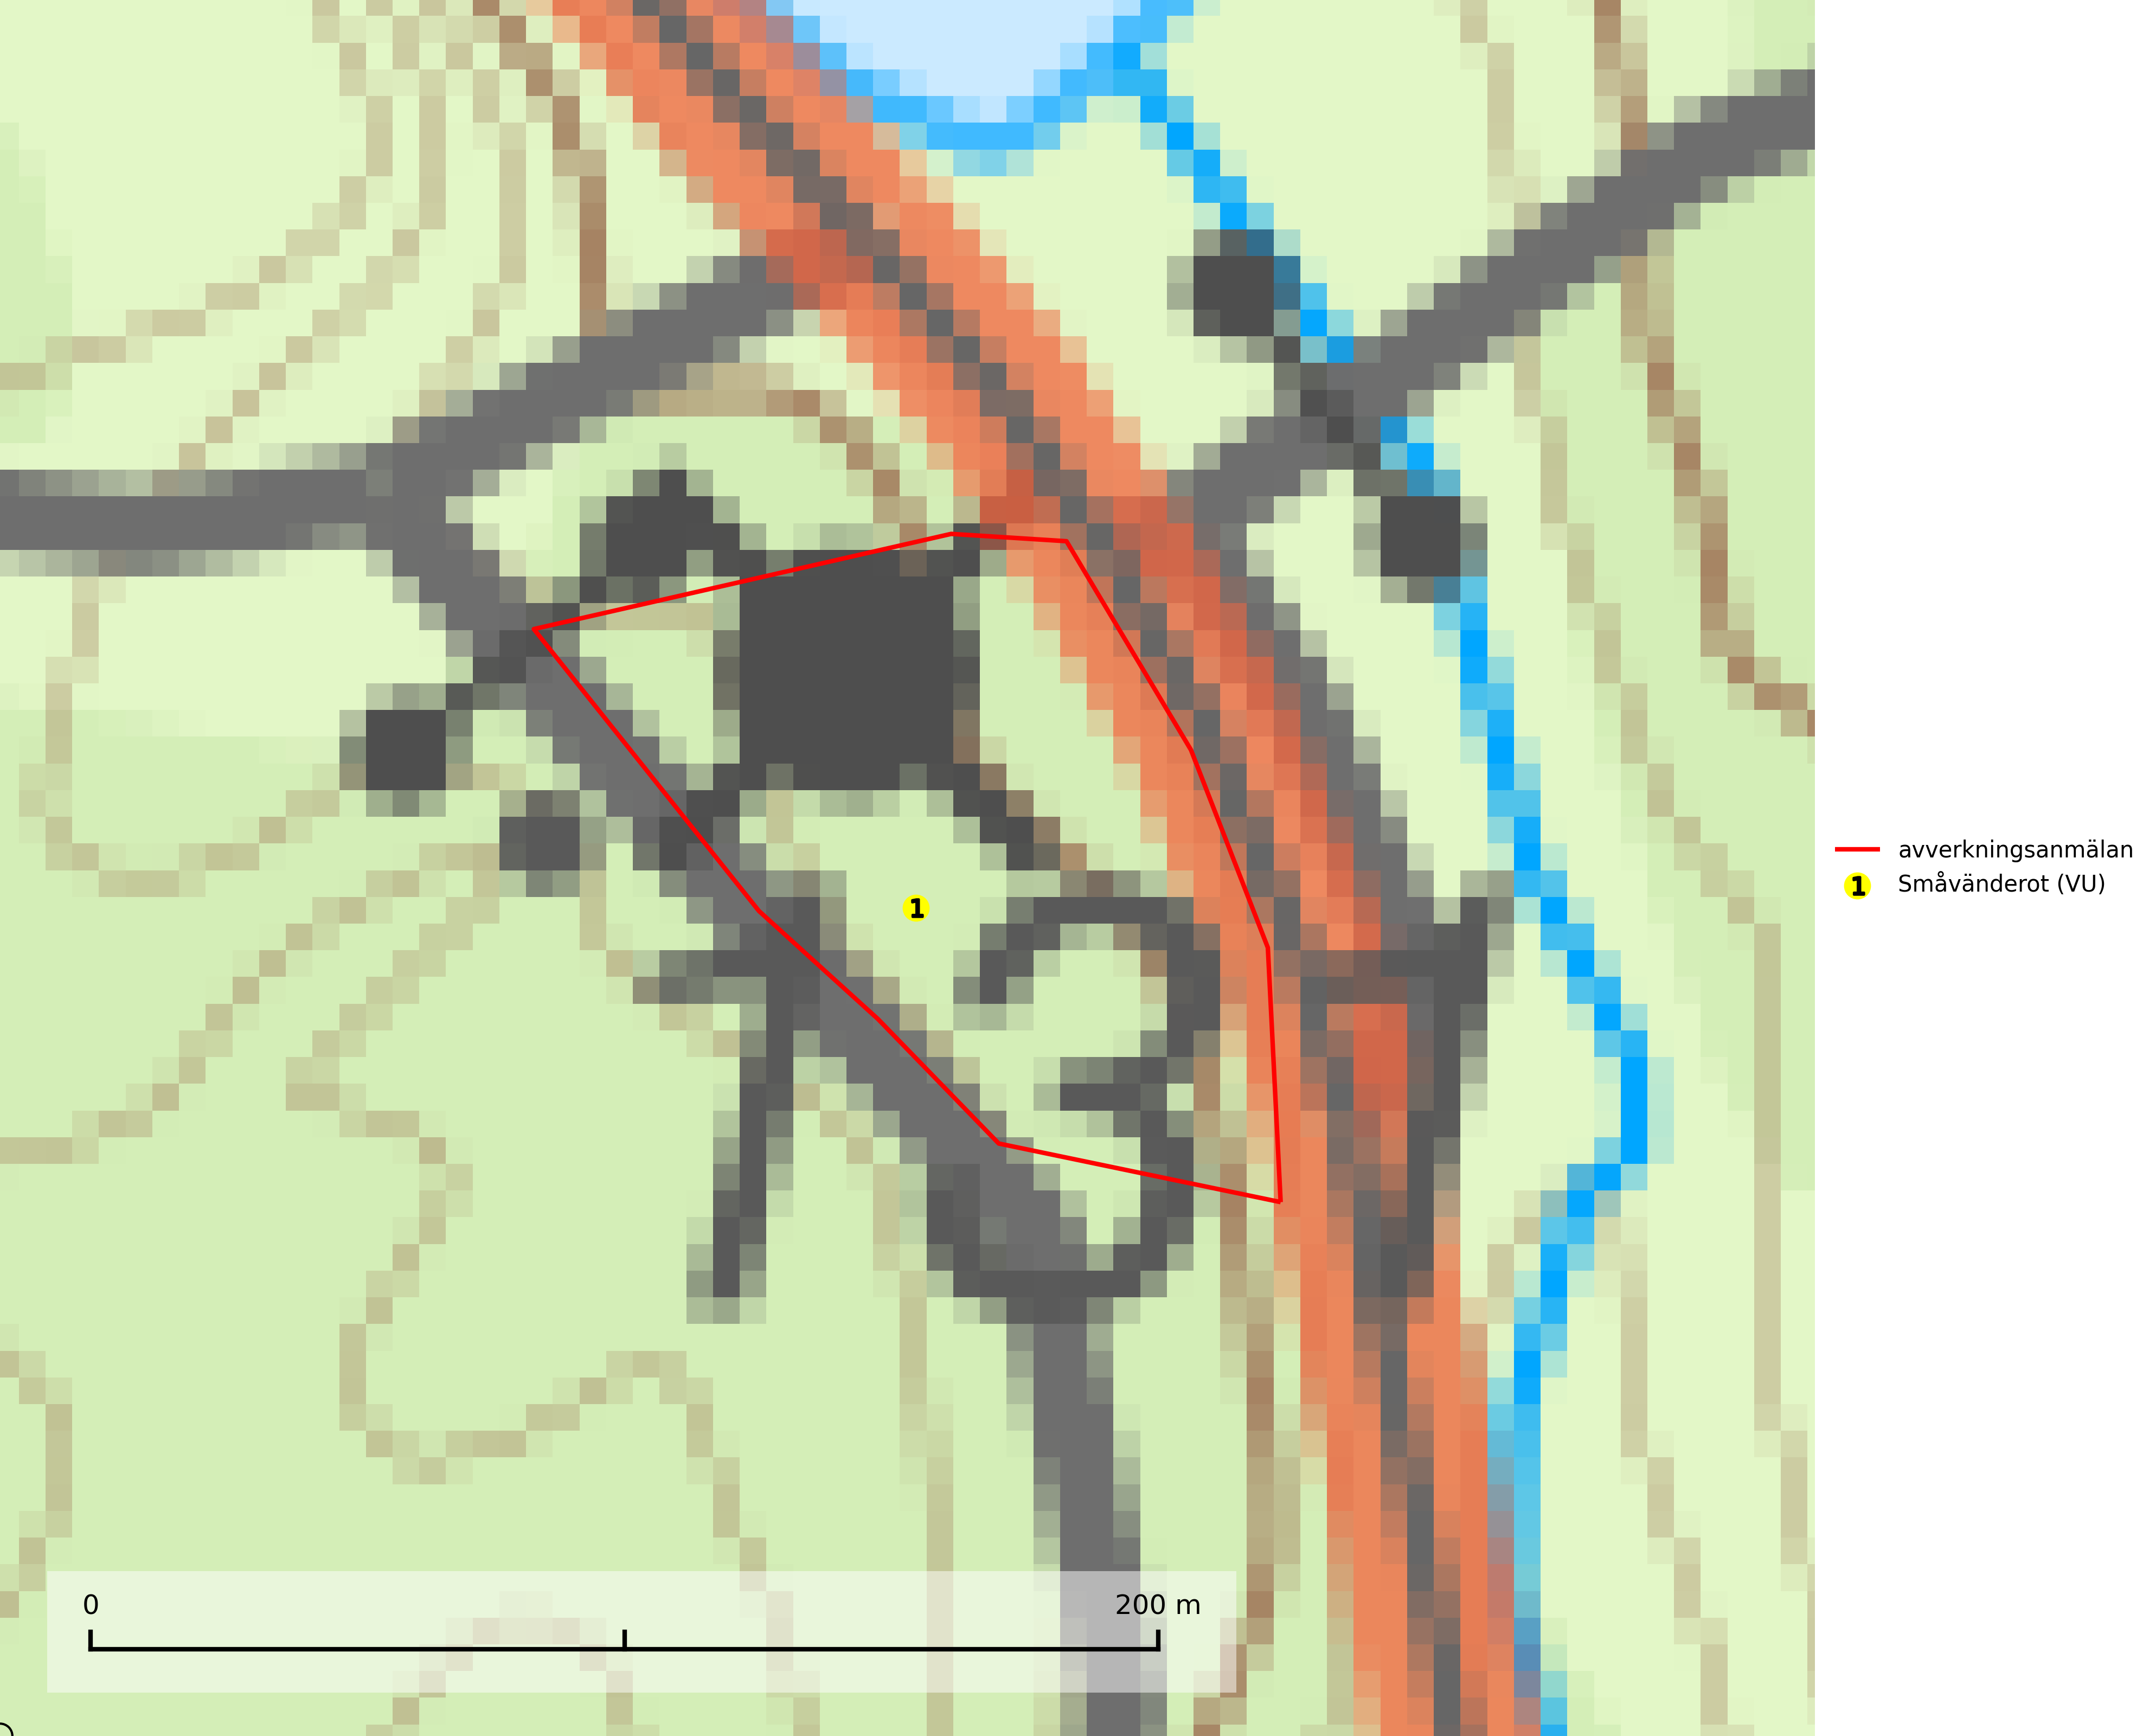 1
avverkningsanmälan
1 Småvänderot (VU)
0 200 m